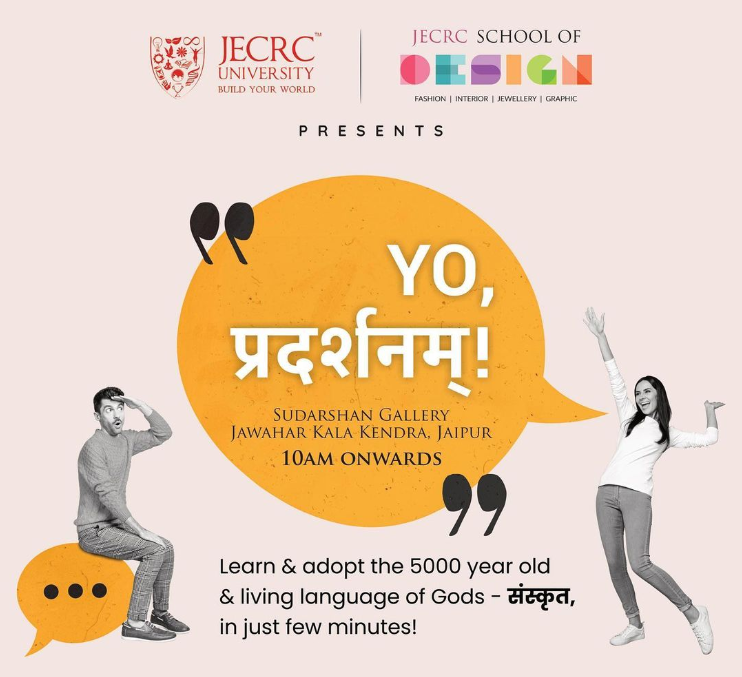 JECRC™
UNIVERSITY
BUILD YOUR WORLD
JECRC SCHOOL OF
DESIGN
FASHION | INTERIOR | JEWELLERY | GRAPHIC
PRESENTS
YO,
प्रदर्शनम्!
SUDARSHAN GALLERY
JAWAHAR KALA KENDRA, JAIPUR
10AM ONWARDS
Learn & adopt the 5000 year old
& living language of Gods - संस्कृत,
in just few minutes!